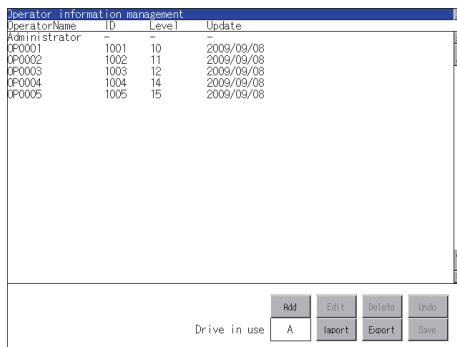 Operator information management
OperatorName ID Level Update
Administrator - - -
OP0001 1001 10 2009/09/08
OP0002 1002 11 2009/09/08
OP0003 1003 12 2009/09/08
OP0004 1004 14 2009/09/08
OP0005 1005 15 2009/09/08
Add Edit Delete Undo
Drive in use A Import Export Save